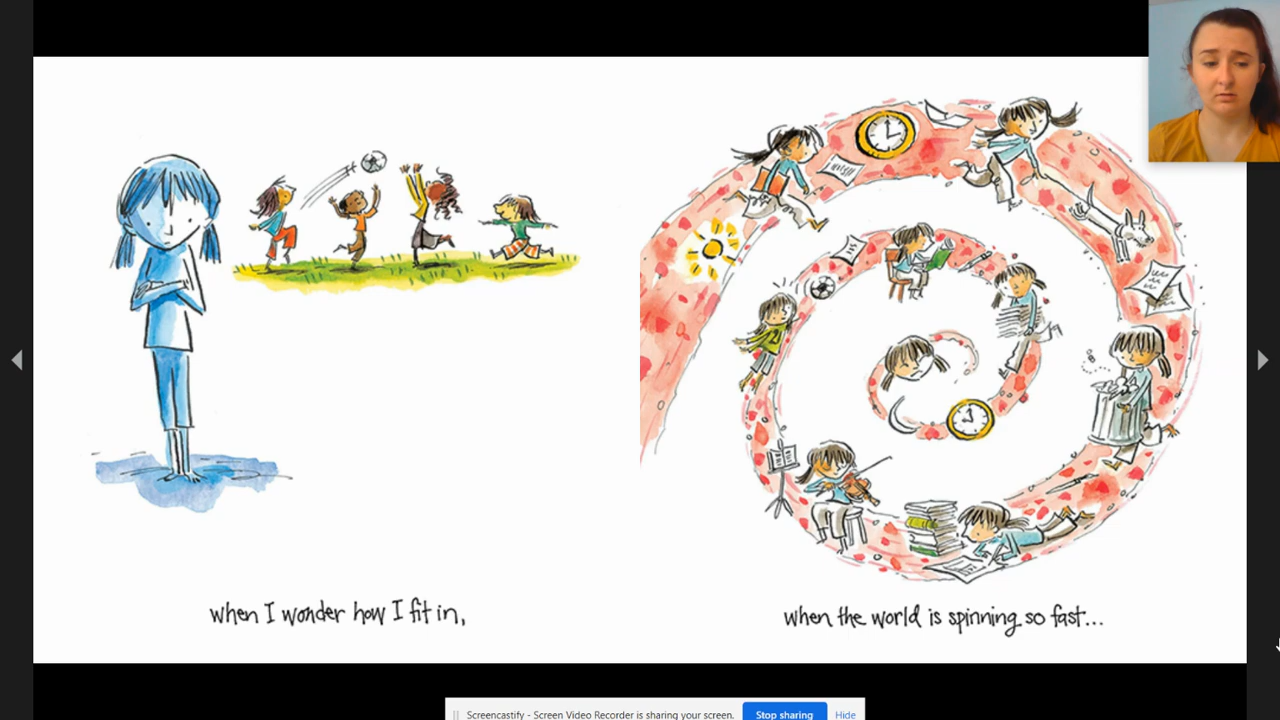 when I wonder how I fit in,
when the world is spinning so fast...
Screencastify - Screen Video Recorder is sharing your screen.
Stop sharing
Hide